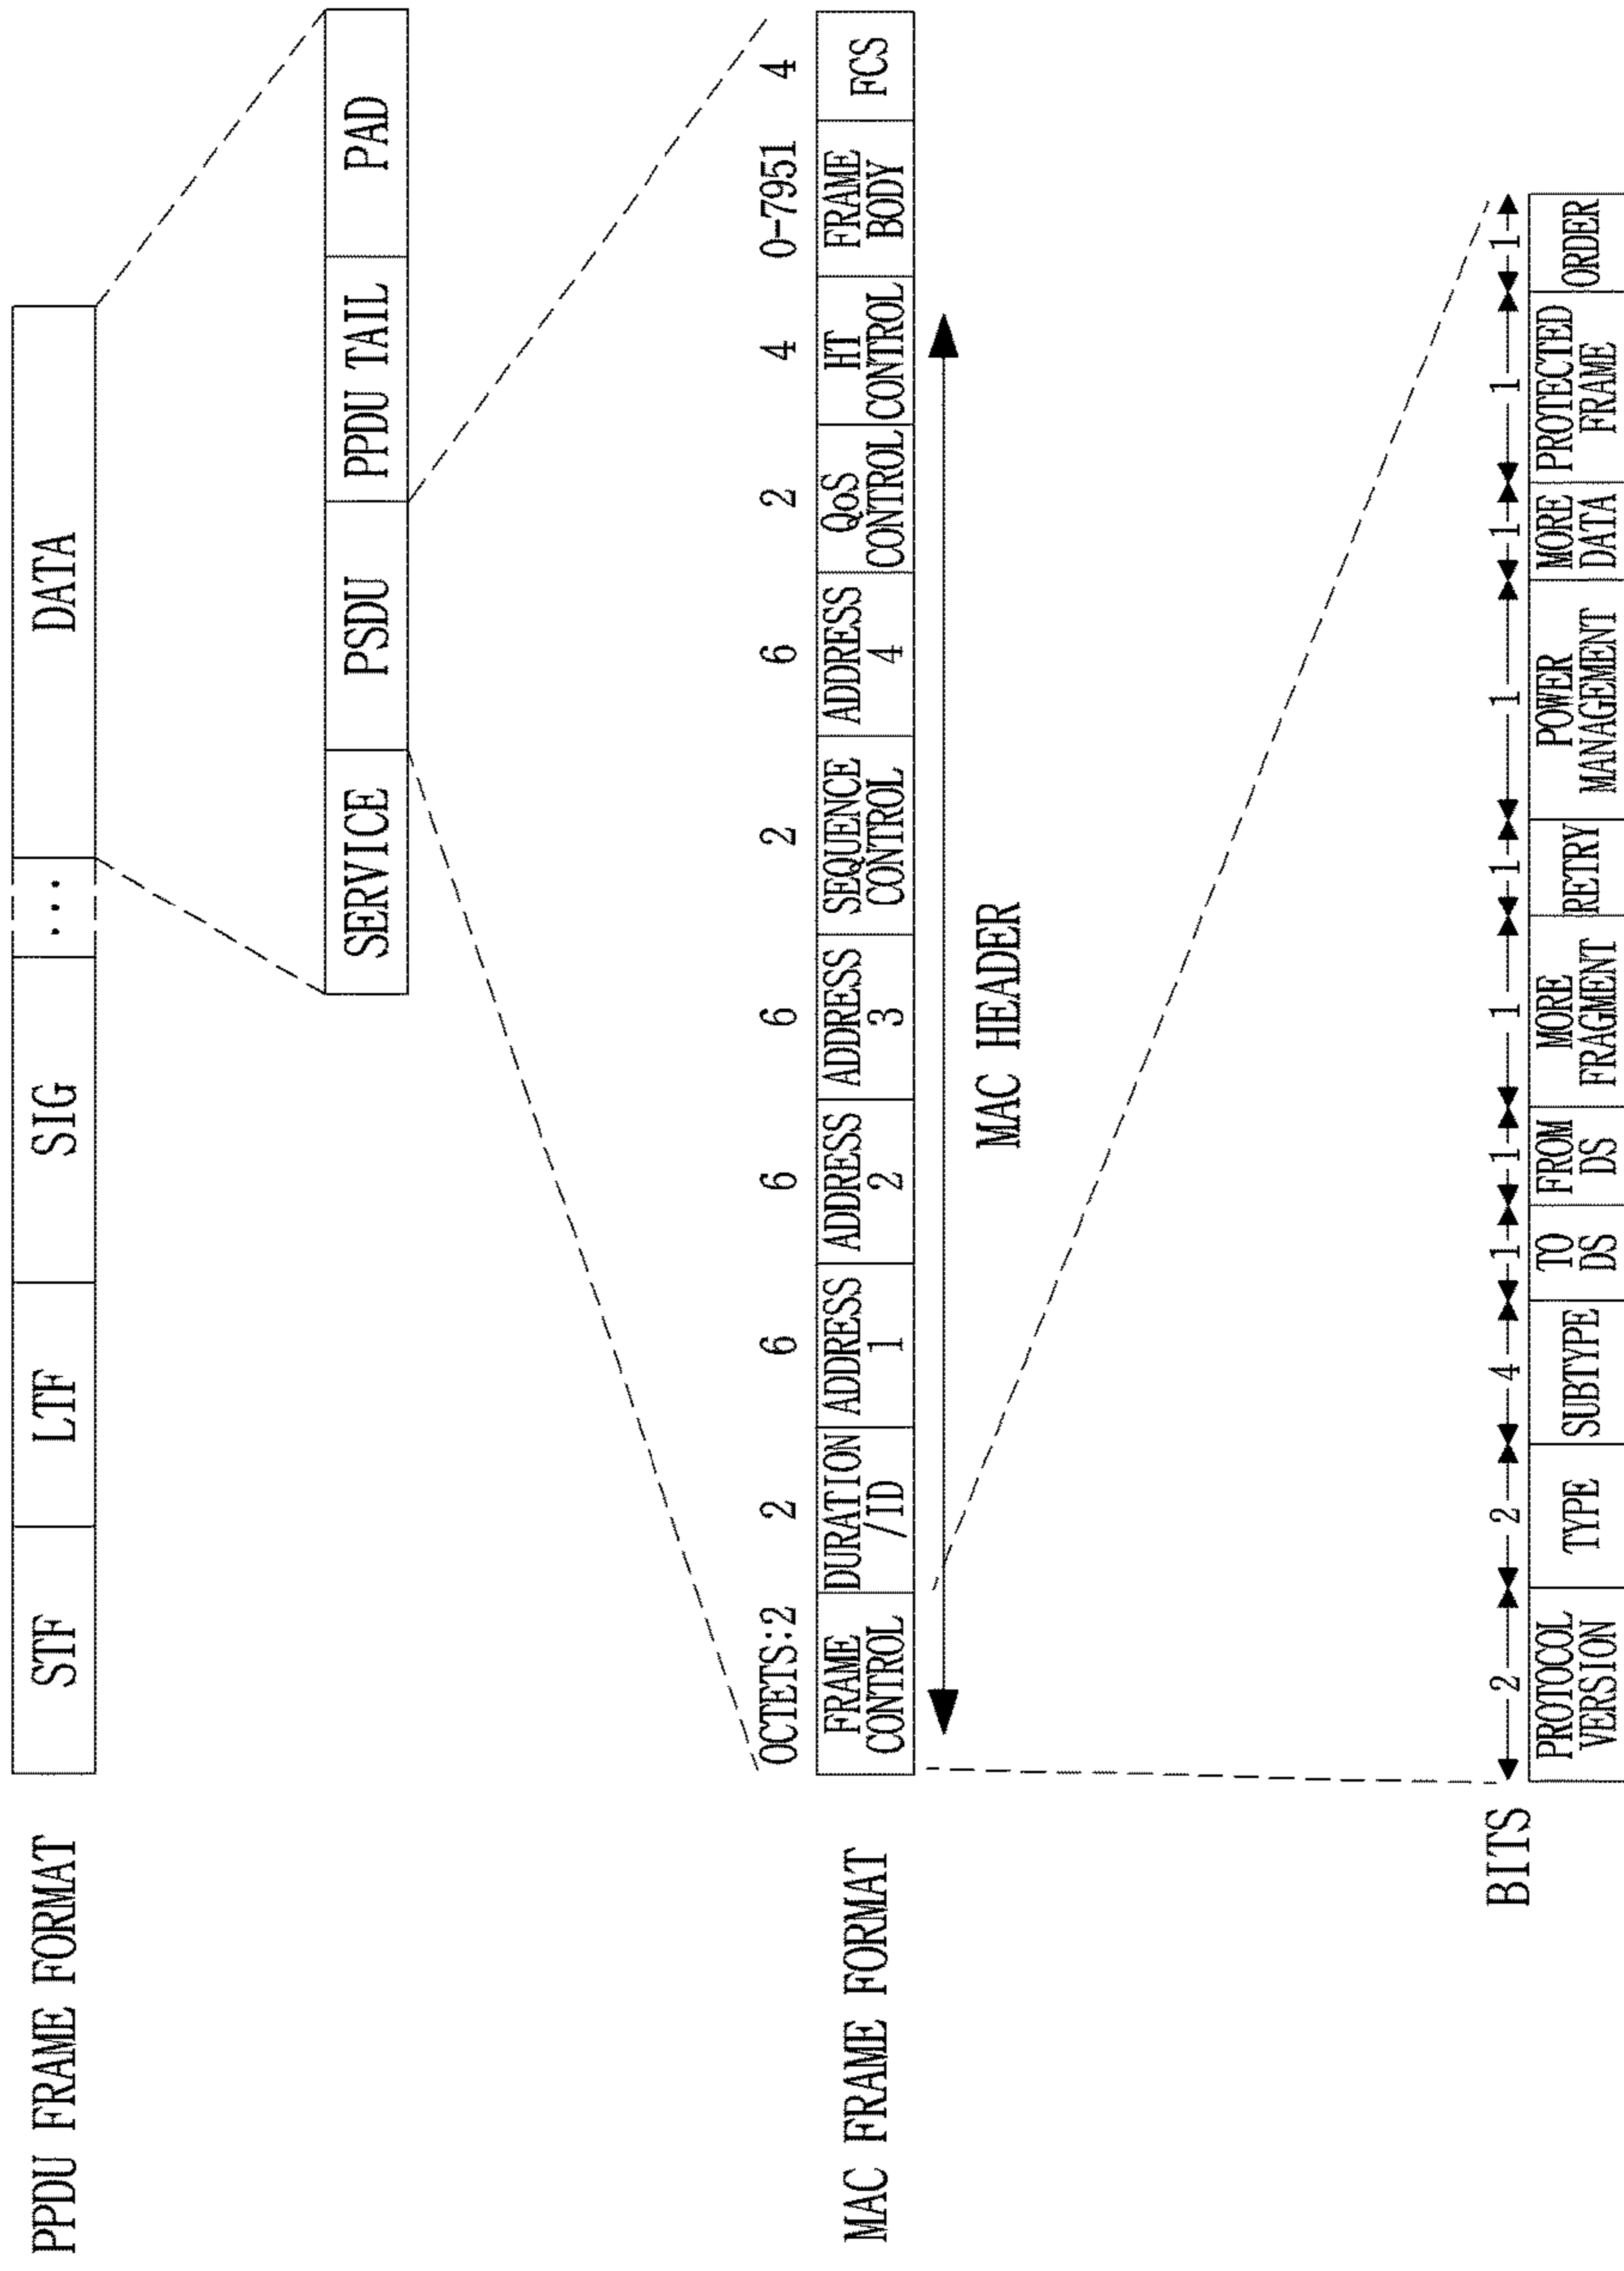 PPDU FRAME FORMAT
STF LTF SIG ... DATA
SERVICE PSDU PPDU TAIL PAD
OCTETS:2 2 6 6 6 2 6 2 4 0-7951 4
MAC FRAME FORMAT
FRAME CONTROL DURATION /ID ADDRESS 1 ADDRESS 2 ADDRESS 3 SEQUENCE CONTROL ADDRESS 4 QoS CONTROL HT CONTROL FRAME BODY FCS
MAC HEADER
BITS 2 2 4 1 1 1 1 1 1 1 1
PROTOCOL VERSION TYPE SUBTYPE TO DS FROM DS MORE FRAGMENT RETRY POWER MANAGEMENT MORE DATA PROTECTED FRAME ORDER